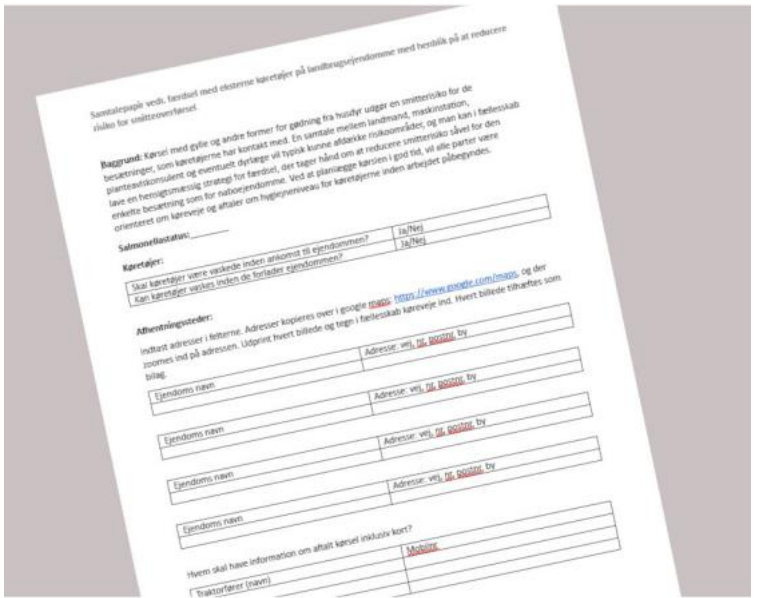 Samtalepapir vedr. færdsel med eksterne køretøjer på landbrugsejendomme med henblik på at reducere
risiko for smitteoverførsel.
Baggrund: Kørsel med gylle og andre former for gødning fra husdyr udgør en smitterisiko for de
besætninger, som køretøjerne har kontakt med. En samtale mellem landmand, maskinstation,
planteavlskonsulent og eventuelt dyrlæge vil typisk kunne afdække risikoområder, og man kan i fællesskab
lave en hensigtsmæssig strategi for færdsel, der tager hånd om at reducere smitterisiko såvel for den
enkelte besætning som for naboejendomme. Ved at planlægge kørslen i god tid, vil alle parter være
orienteret om køreveje og aftaler om hygiejneniveau for køretøjerne inden arbejdet påbegyndes.
Salmonellastatus:________
Køretøjer:
Skal køretøjer være vaskede inden ankomst til ejendommen? Ja/Nej
Kan køretøjer vaskes inden de forlader ejendommen? Ja/Nej
Afhentningssteder:
Indtast adresser i felterne. Adresser kopieres over i google maps: https://www.google.com/maps, og der
zoomes ind på adressen. Udprint hvert billede og tegn i fællesskab køreveje ind. Hvert billede tilhæftes som
bilag.
Ejendoms navn Adresse: vej, nr, postnr, by
Ejendoms navn Adresse: vej, nr, postnr, by
Ejendoms navn Adresse: vej, nr, postnr, by
Ejendoms navn Adresse: vej, nr, postnr, by
Hvem skal have information om aftalt kørsel inklusiv kort?
Traktorfører (navn) Mobilnr.